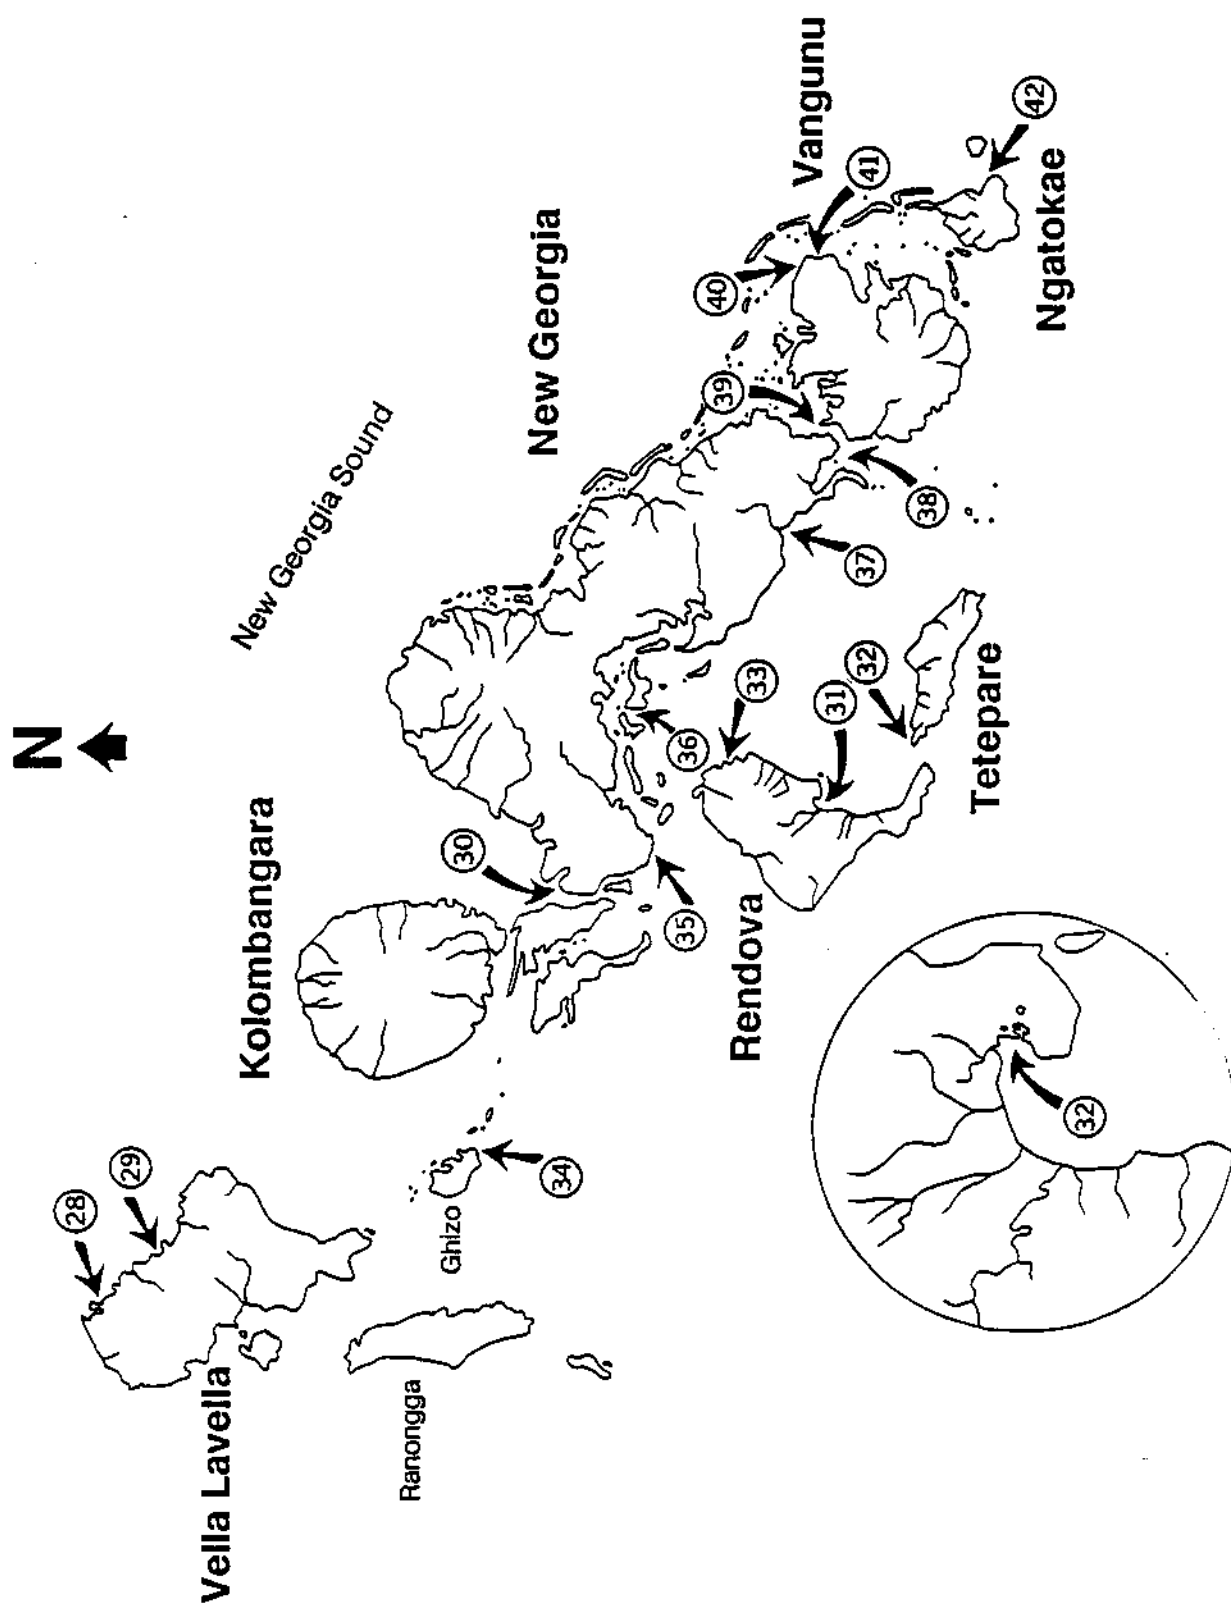 N
New Georgia Sound
Vella Lavella
28
29
Kolombangara
30
New Georgia
Vangunu
40
41
39
42
Ngatokae
38
37
36
35
33
31
32
Rendova
Tetepare
Ghizo
34
Ranongga
32